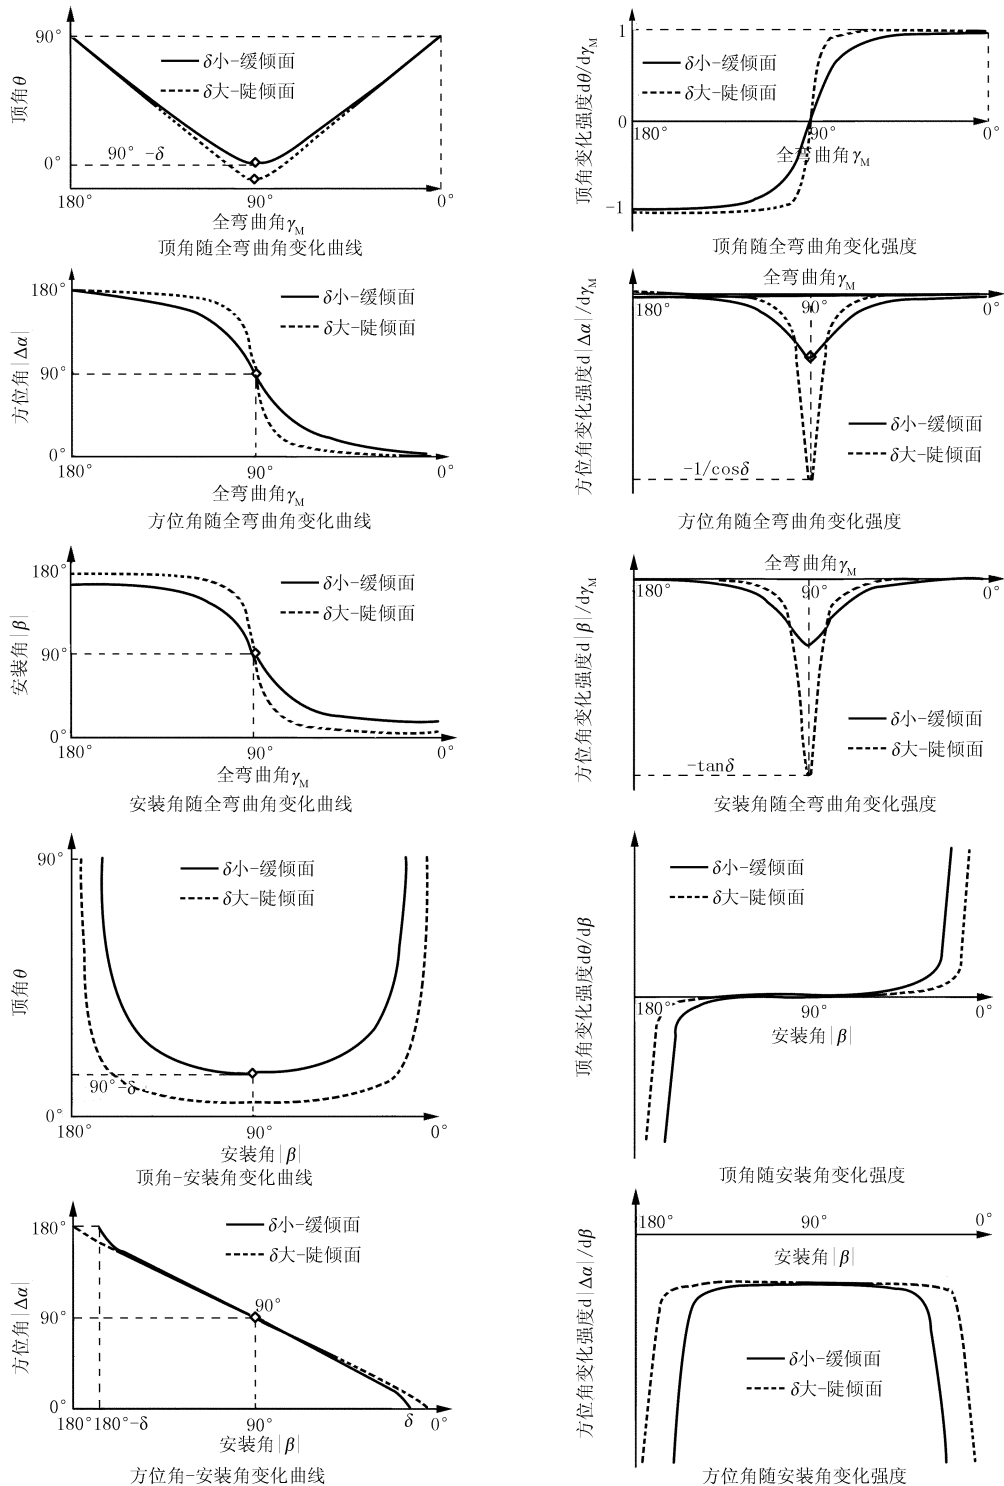 90°
顶角θ
δ小-缓倾面
δ大-陡倾面
90° -δ
0°
180°
90°
0°
全弯曲角γM
顶角随全弯曲角变化曲线
1
顶角变化强度dθ/dγM
δ小-缓倾面
δ大-陡倾面
0
180°
90°
0°
全弯曲角γM
-1
顶角随全弯曲角变化强度
180°
方位角|Δα|
δ小-缓倾面
δ大-陡倾面
90°
0°
180°
90°
0°
全弯曲角γM
方位角随全弯曲角变化曲线
全弯曲角γM
180°
90°
0°
方位角变化强度d|Δα|/dγM
δ小-缓倾面
δ大-陡倾面
-1/cosδ
方位角随全弯曲角变化强度
180°
安装角|β|
δ小-缓倾面
δ大-陡倾面
90°
0°
180°
90°
0°
全弯曲角γM
安装角随全弯曲角变化曲线
全弯曲角γM
180°
90°
0°
方位角变化强度d|β|/dγM
δ小-缓倾面
δ大-陡倾面
-tanδ
安装角随全弯曲角变化强度
90°
顶角θ
δ小-缓倾面
δ大-陡倾面
90°-δ
0°
180°
90°
0°
安装角|β|
顶角-安装角变化曲线
δ小-缓倾面
δ大-陡倾面
顶角变化强度dθ/dβ
180°
90°
0°
安装角|β|
顶角随安装角变化强度
180°
方位角|Δα|
δ小-缓倾面
δ大-陡倾面
90°
90°
0°
180°
180°-δ
90°
δ
0°
安装角|β|
方位角-安装角变化曲线
180°
90°
0°
安装角|β|
方位角变化强度d|Δα|/dβ
δ小-缓倾面
δ大-陡倾面
方位角随安装角变化强度